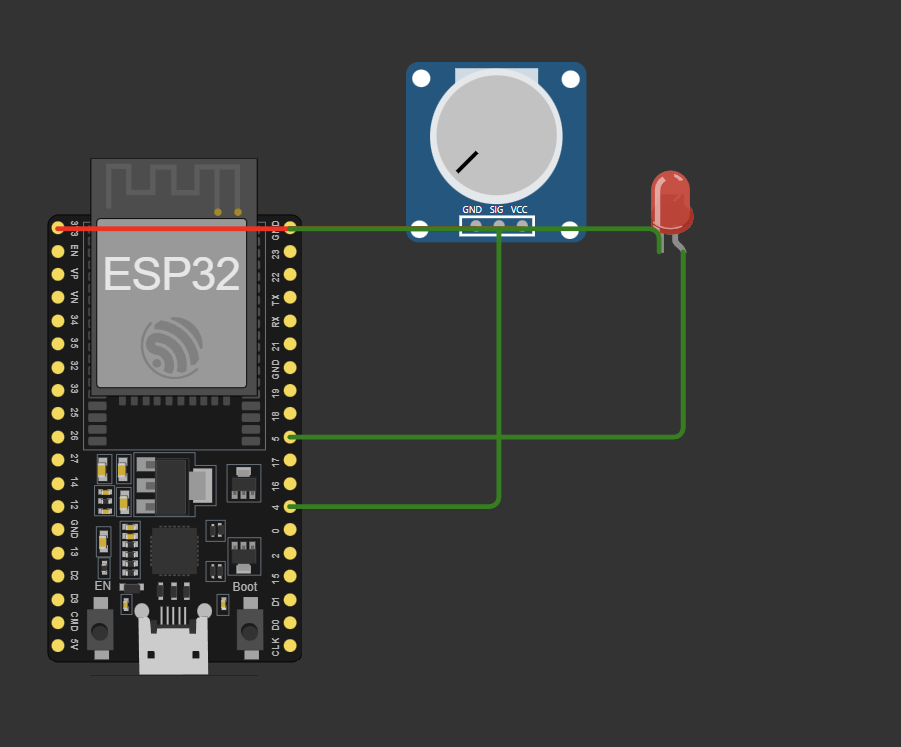 GND SIG VCC
ESP32
3V3
EN
VP
VN
34
35
32
33
25
26
27
14
12
GND
13
D2
D3
CMD
5V
GND
23
22
TX
RX
21
GND
19
18
5
17
16
4
0
2
15
D1
D0
CLK
EN
Boot